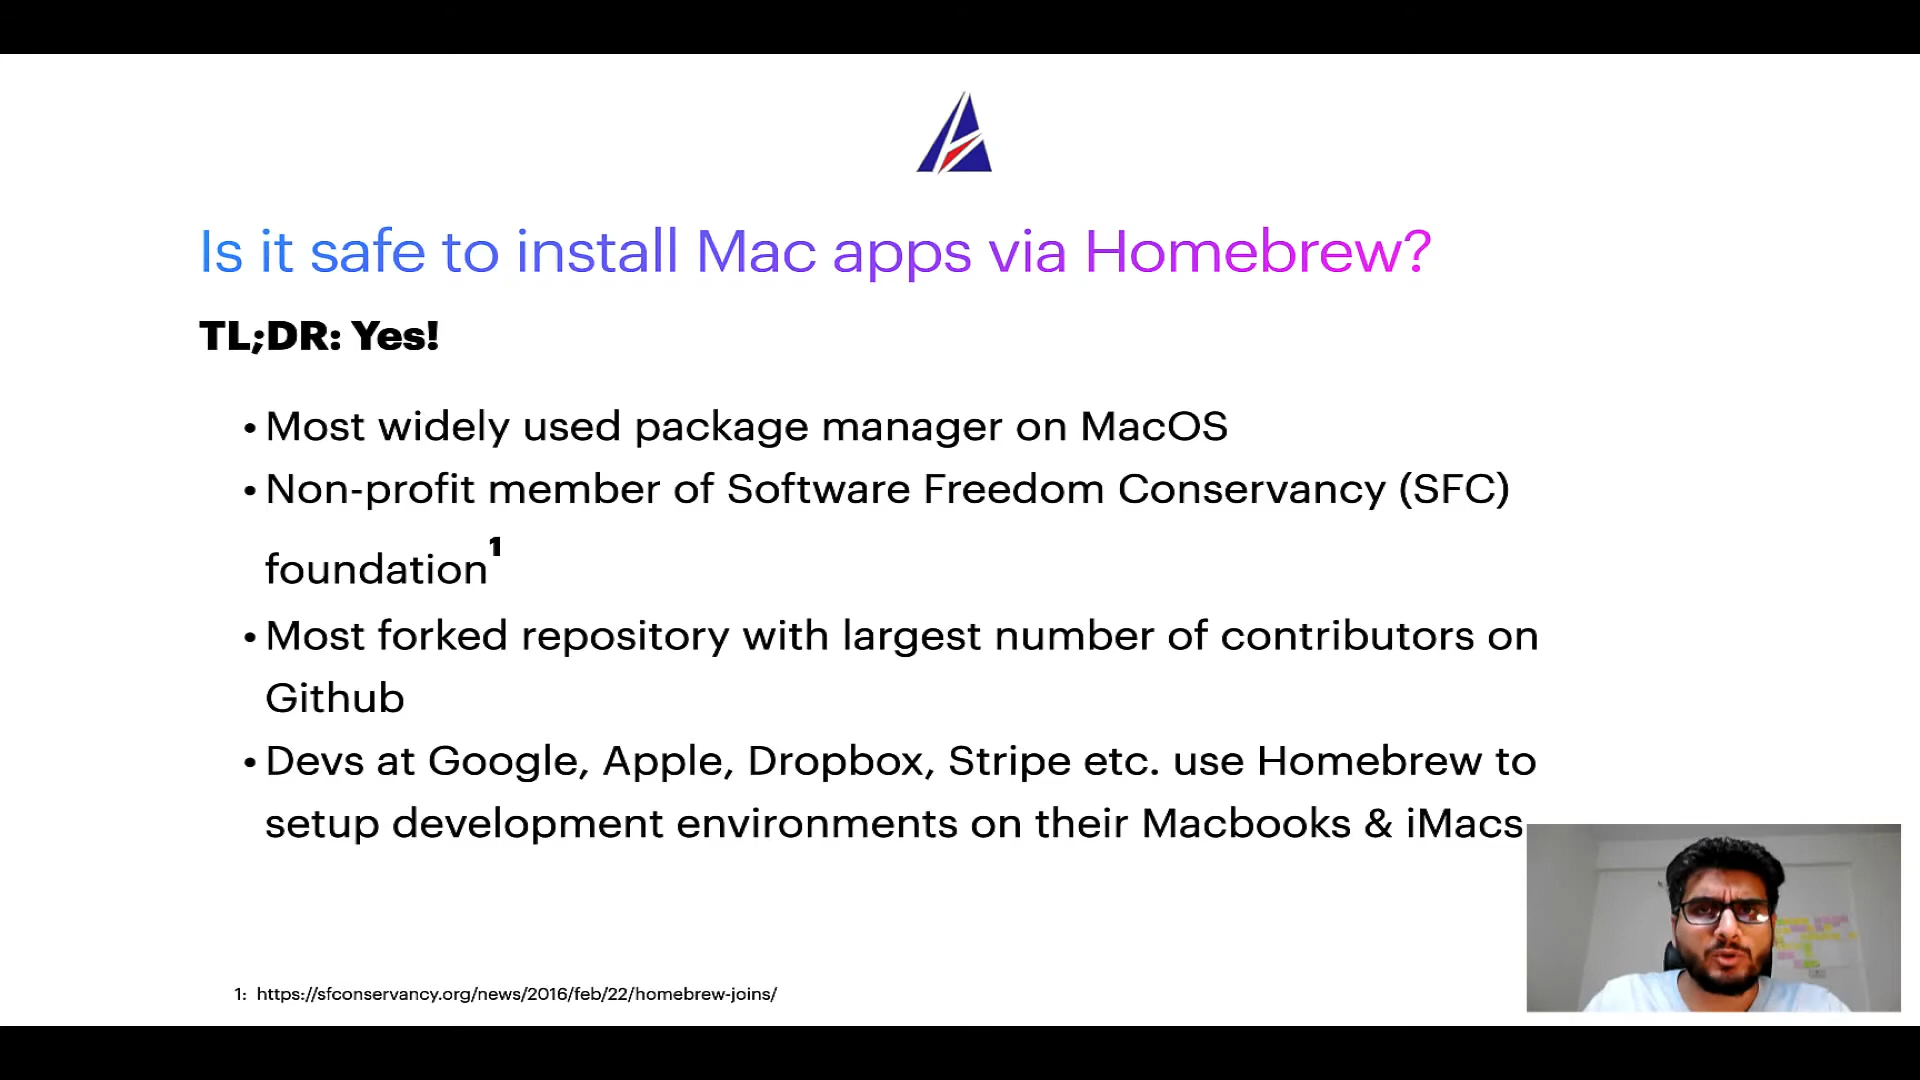 Is it safe to install Mac apps via Homebrew?
TL;DR: Yes!
• Most widely used package manager on MacOS
• Non-profit member of Software Freedom Conservancy (SFC)
foundation¹
• Most forked repository with largest number of contributors on
Github
• Devs at Google, Apple, Dropbox, Stripe etc. use Homebrew to
setup development environments on their Macbooks & iMacs
1: https://sfconservancy.org/news/2016/feb/22/homebrew-joins/